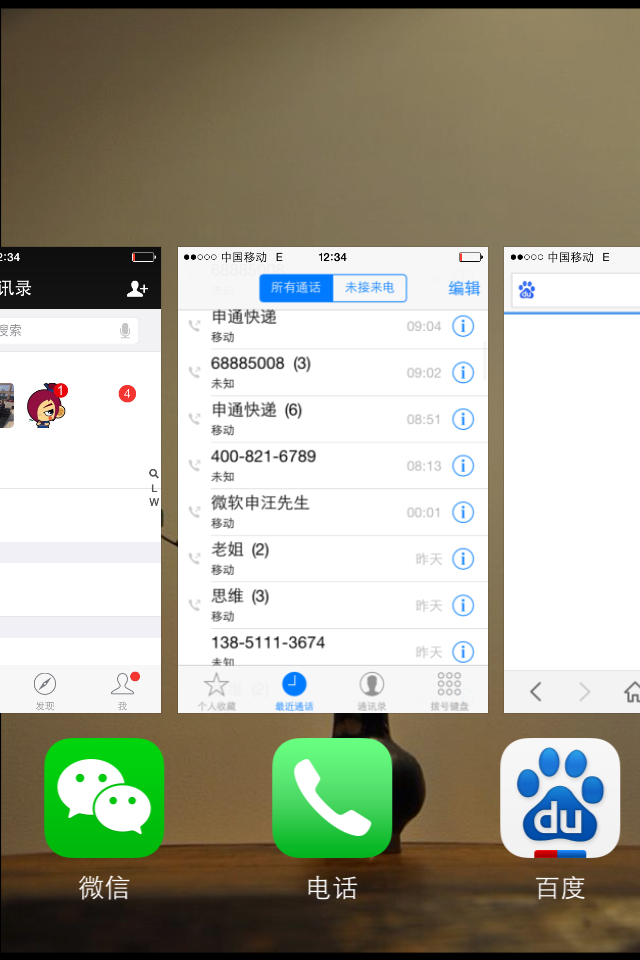 2:34
讯录
搜索
1
4
L
W
发现
我
中国移动 E 12:34
所有通话 未接来电 编辑
申通快递 09:04
移动
68885008 (3) 09:02
未知
申通快递 (6) 08:51
移动
400-821-6789 08:13
未知
微软申汪先生 00:01
移动
老姐 (2) 昨天
移动
思维 (3) 昨天
移动
138-5111-3674 昨天
未知
个人收藏 最近通话 通讯录 拨号键盘
中国移动 E
du
微信 电话 百度